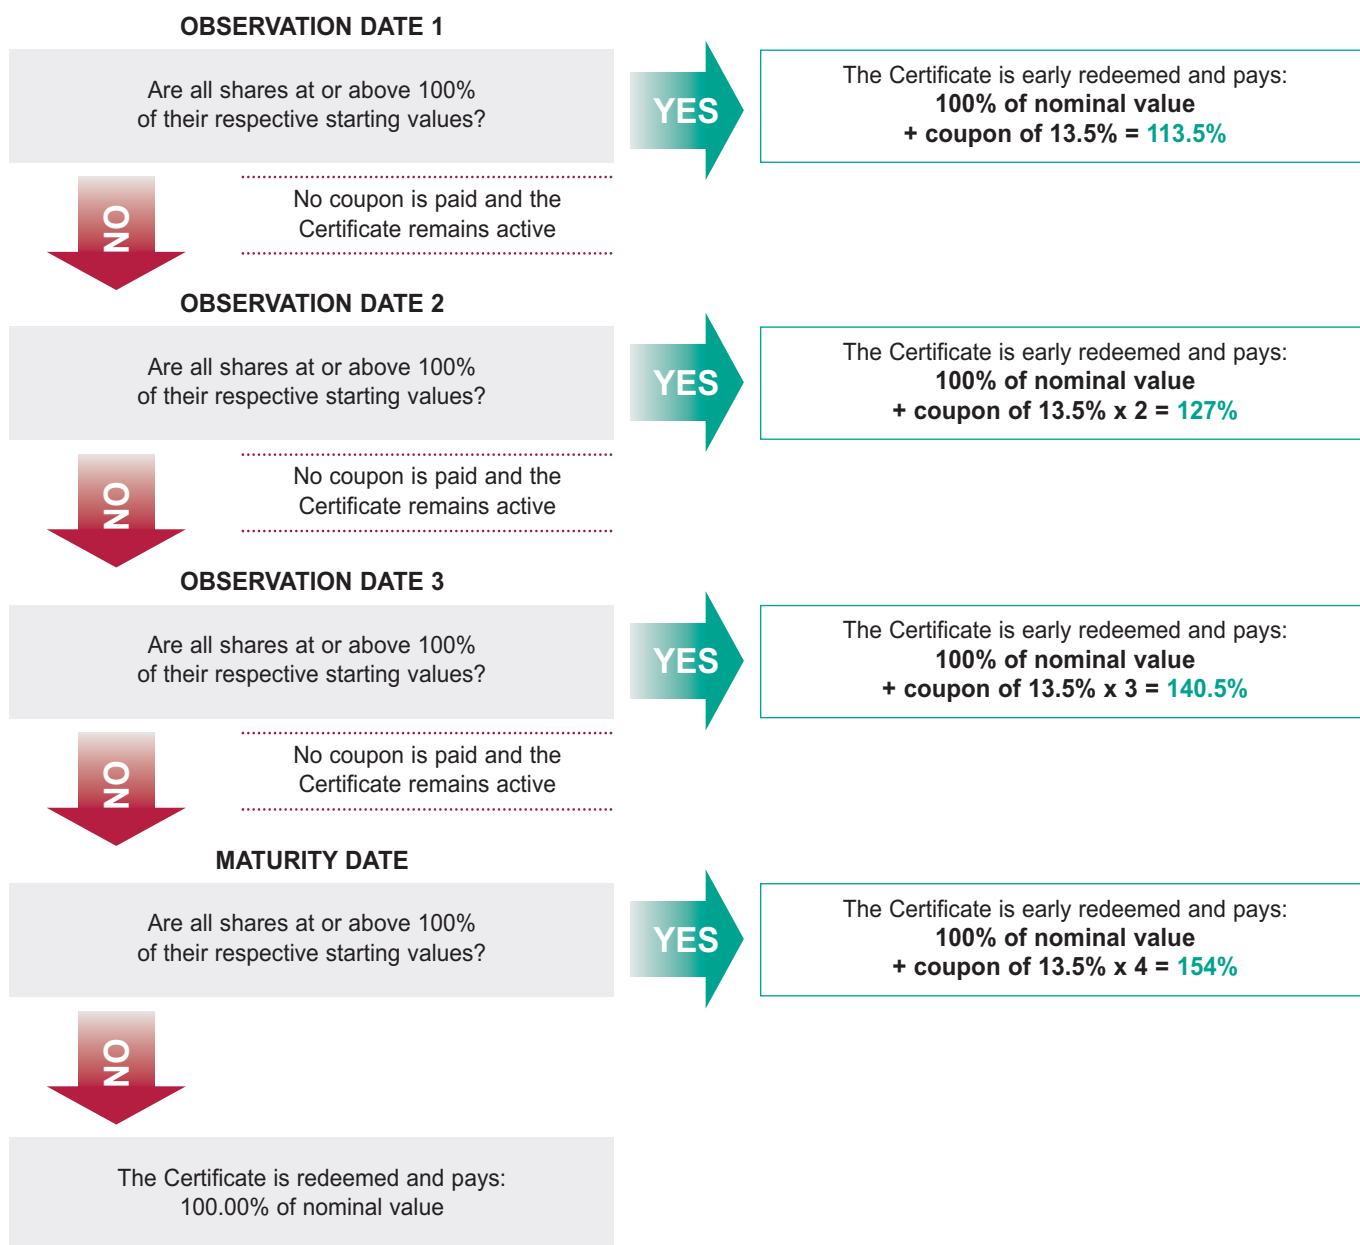 OBSERVATION DATE 1
Are all shares at or above 100%
of their respective starting values?
YES
The Certificate is early redeemed and pays:
100% of nominal value
+ coupon of 13.5% = 113.5%
NO
No coupon is paid and the
Certificate remains active
OBSERVATION DATE 2
Are all shares at or above 100%
of their respective starting values?
YES
The Certificate is early redeemed and pays:
100% of nominal value
+ coupon of 13.5% x 2 = 127%
NO
No coupon is paid and the
Certificate remains active
OBSERVATION DATE 3
Are all shares at or above 100%
of their respective starting values?
YES
The Certificate is early redeemed and pays:
100% of nominal value
+ coupon of 13.5% x 3 = 140.5%
NO
No coupon is paid and the
Certificate remains active
MATURITY DATE
Are all shares at or above 100%
of their respective starting values?
YES
The Certificate is early redeemed and pays:
100% of nominal value
+ coupon of 13.5% x 4 = 154%
NO
The Certificate is redeemed and pays:
100.00% of nominal value